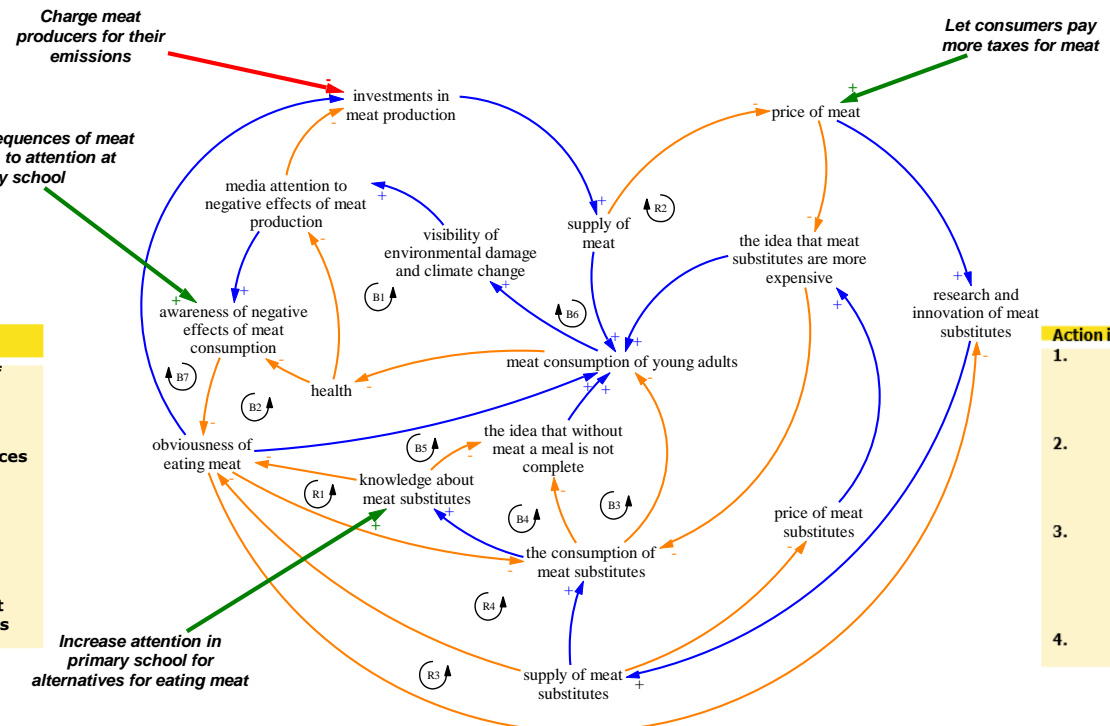 Charge meat
producers for their
emissions
Let consumers pay
more taxes for meat
-
+
investments in
meat production
-
-
price of meat
equences of meat
to attention at
y school
media attention to
negative effects of meat
production
+
-
visibility of
environmental damage
and climate change
+
supply of
meat
R2
-
the idea that meat
substitutes are more
expensive
+
+
research and
innovation of meat
substitutes
-
+
+
awareness of negative
effects of meat
consumption
-
B1
+
B6
+
+
meat consumption of young adults
-
health
B7
B2
-
+
+
-
obviousness of
eating meat
-
-
B5
-
the idea that without
meat a meal is not
complete
-
knowledge about
meat substitutes
+
+
R1
B4
B3
price of meat
substitutes
-
the consumption of
meat substitutes
-
-
+
R4
R3
supply of meat
substitutes
+
Increase attention in
primary school for
alternatives for eating meat
f
ces
t
s
Action i
1.
2.
3.
4.